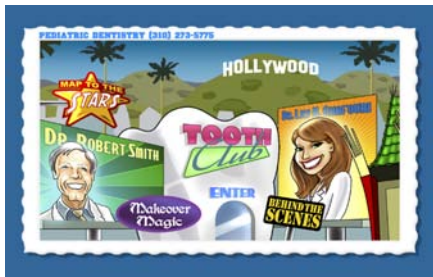 PEDIATRIC DENTISTRY (310) 273-5775
HOLLYWOOD
MAP TO THE
STARS
DR. ROBERT SMITH
TOOTH
Club
ENTER
Makeover
Magic
BEHIND THE
SCENES